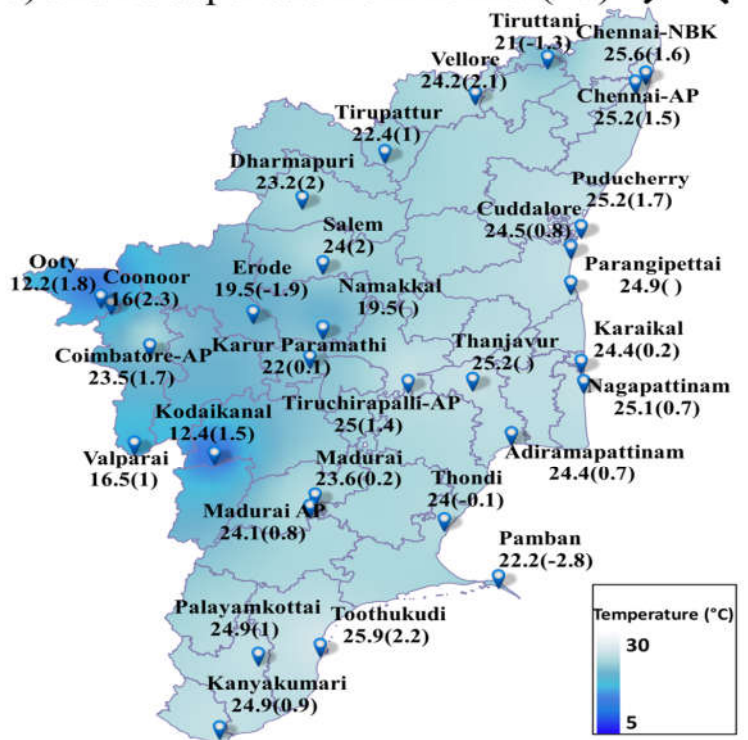 Tiruttani
21(-1.3)
Chennai-NBK
25.6(1.6)
Vellore
24.2(2.1)
Chennai-AP
25.2(1.5)
Tirupattur
22.4(1)
Dharmapuri
23.2(2)
Puducherry
25.2(1.7)
Cuddalore
24.5(0.8)
Salem
24(2)
Ooty
12.2(1.8)
Coonoor
16(2.3)
Erode
19.5(-1.9)
Namakkal
19.5()
Parangipettai
24.9( )
Coimbatore-AP
23.5(1.7)
Karur Paramathi
22(0.1)
Thanjavur
25.2( )
Karaikal
24.4(0.2)
Nagapattinam
25.1(0.7)
Tiruchirapalli-AP
25(1.4)
Kodaikanal
12.4(1.5)
Valparai
16.5(1)
Adiramapattinam
24.4(0.7)
Madurai
23.6(0.2)
Thondi
24(-0.1)
Madurai AP
24.1(0.8)
Pamban
22.2(-2.8)
Palayamkottai
24.9(1)
Toothukudi
25.9(2.2)
Kanyakumari
24.9(0.9)
Temperature (°C)
30
5